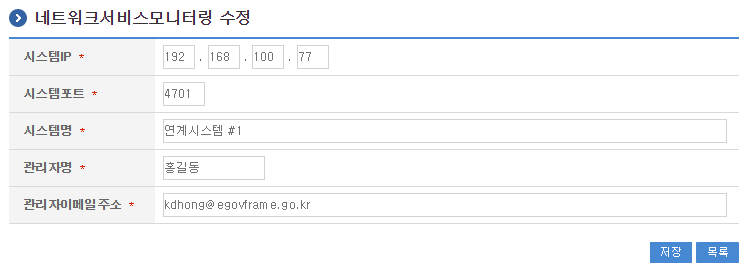 네트워크서비스모니터링 수정
시스템IP * 192 . 168 . 100 . 77
시스템포트 * 4701
시스템명 * 연계시스템 #1
관리자명 * 홍길동
관리자이메일주소 * kdhong@egovframe.go.kr
저장 목록